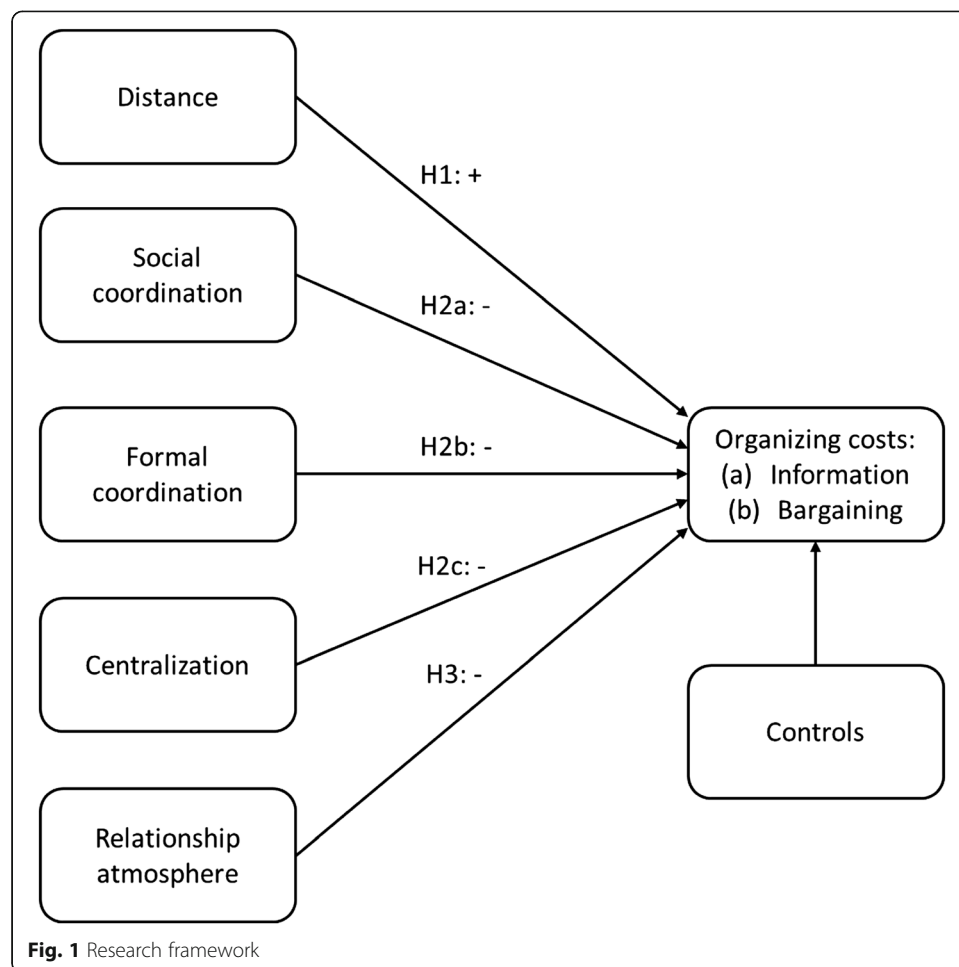 Distance
H1: +
Social
coordination
H2a: -
Formal
coordination
H2b: -
Organizing costs:
(a) Information
(b) Bargaining
H2c: -
Centralization
H3: -
Controls
Relationship
atmosphere
Fig. 1 Research framework